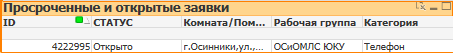 Просроченные и открытые заявки
ID СТАТУС Комната/Пом... Рабочая группа Категория
4222995 Открыто г.Осинники,ул.,... ОСиОМЛС ЮКУ Телефон